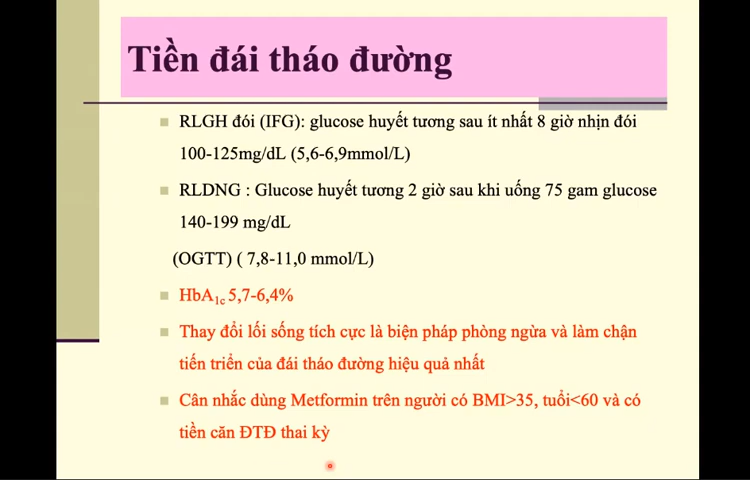 Tiền đái tháo đường
RLGH đói (IFG): glucose huyết tương sau ít nhất 8 giờ nhịn đói
100-125mg/dL (5,6-6,9mmol/L)
RLDNG : Glucose huyết tương 2 giờ sau khi uống 75 gam glucose
140-199 mg/dL
(OGTT) ( 7,8-11,0 mmol/L)
HbA1c 5,7-6,4%
Thay đổi lối sống tích cực là biện pháp phòng ngừa và làm chận
tiến triển của đái tháo đường hiệu quả nhất
Cân nhắc dùng Metformin trên người có BMI>35, tuổi<60 và có
tiền căn ĐTĐ thai kỳ